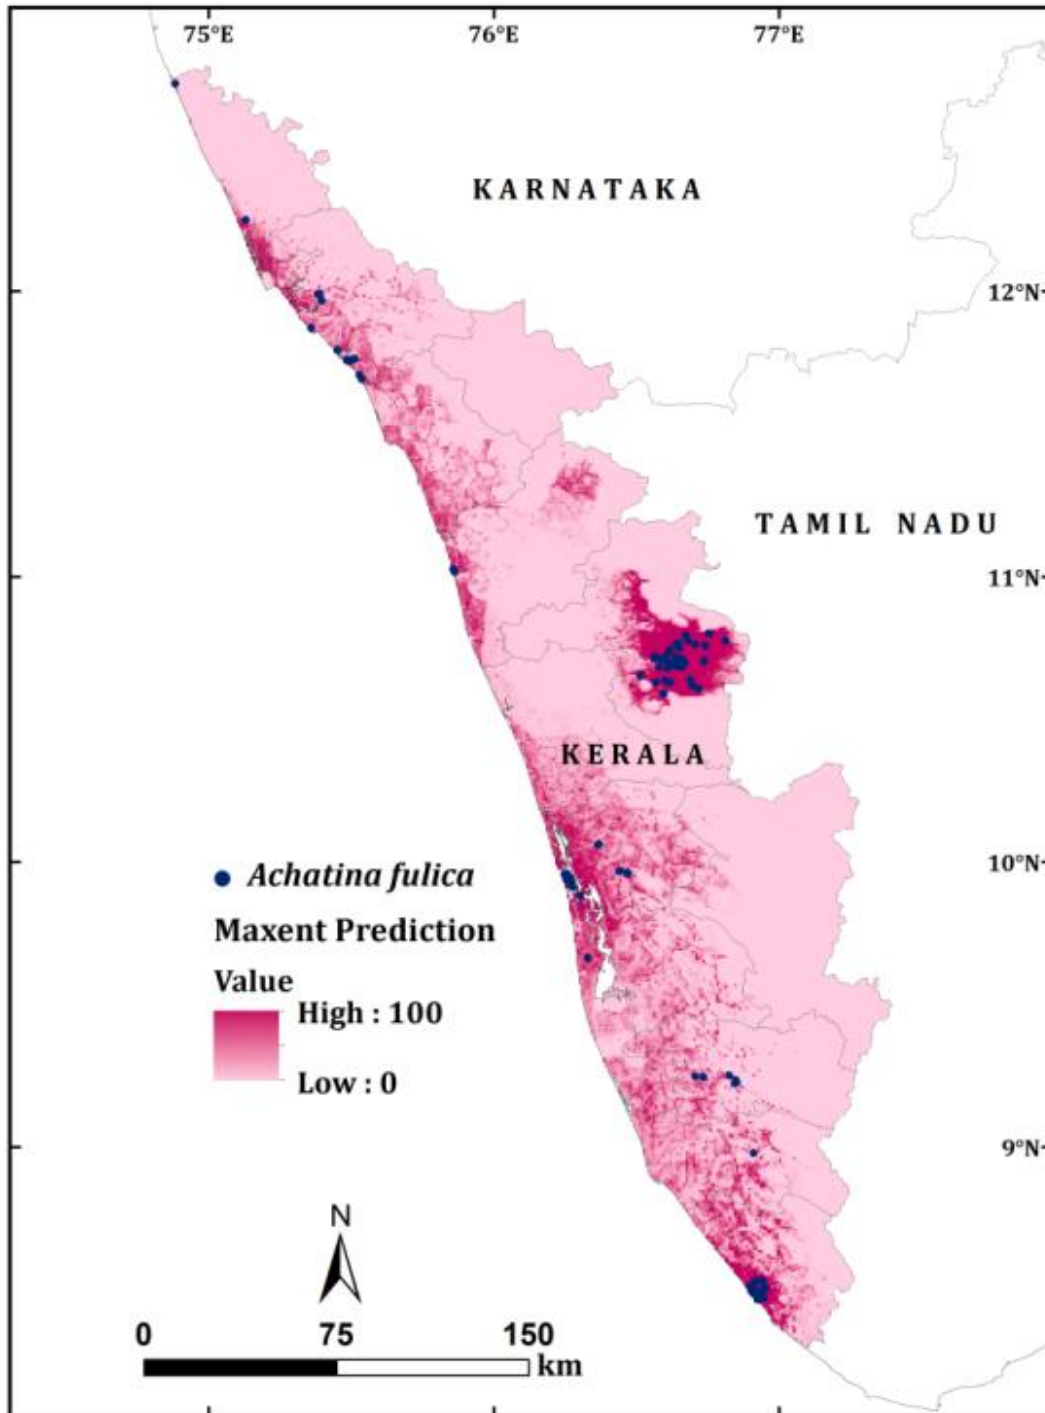 75°E 76°E 77°E
KARNATAKA
12°N
TAMIL NADU
11°N
KERALA
10°N
Achatina fulica
Maxent Prediction
Value
High : 100
Low : 0
9°N
N
0 75 150
km